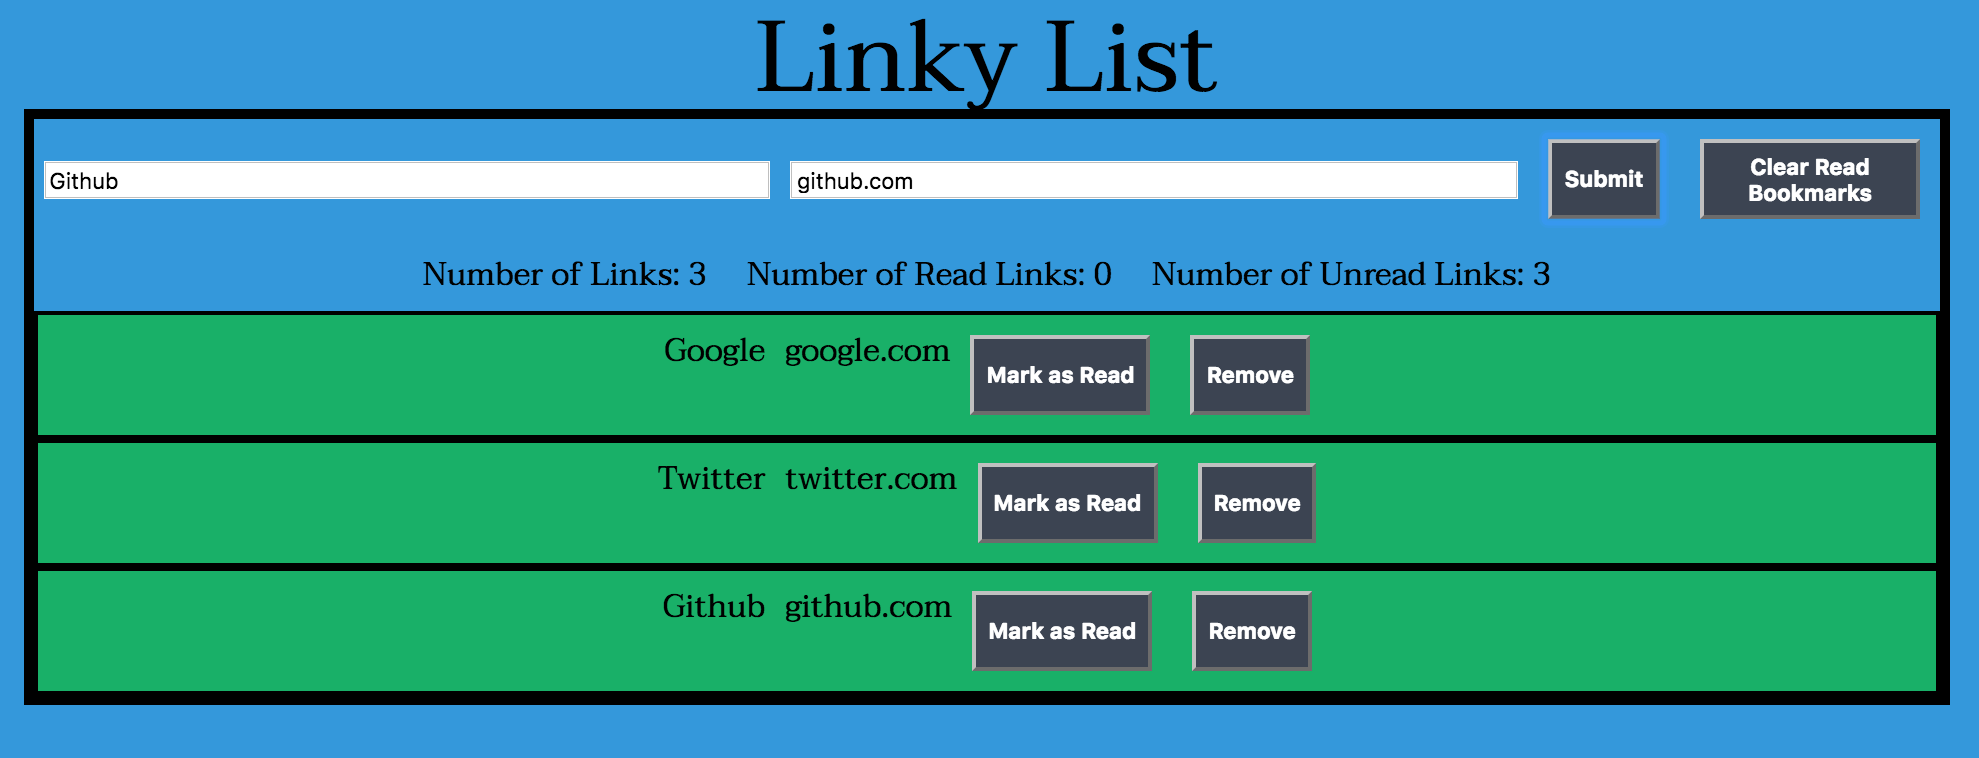 Linky List
Github github.com Submit Clear Read
Bookmarks
Number of Links: 3 Number of Read Links: 0 Number of Unread Links: 3
Google google.com Mark as Read Remove
Twitter twitter.com Mark as Read Remove
Github github.com Mark as Read Remove